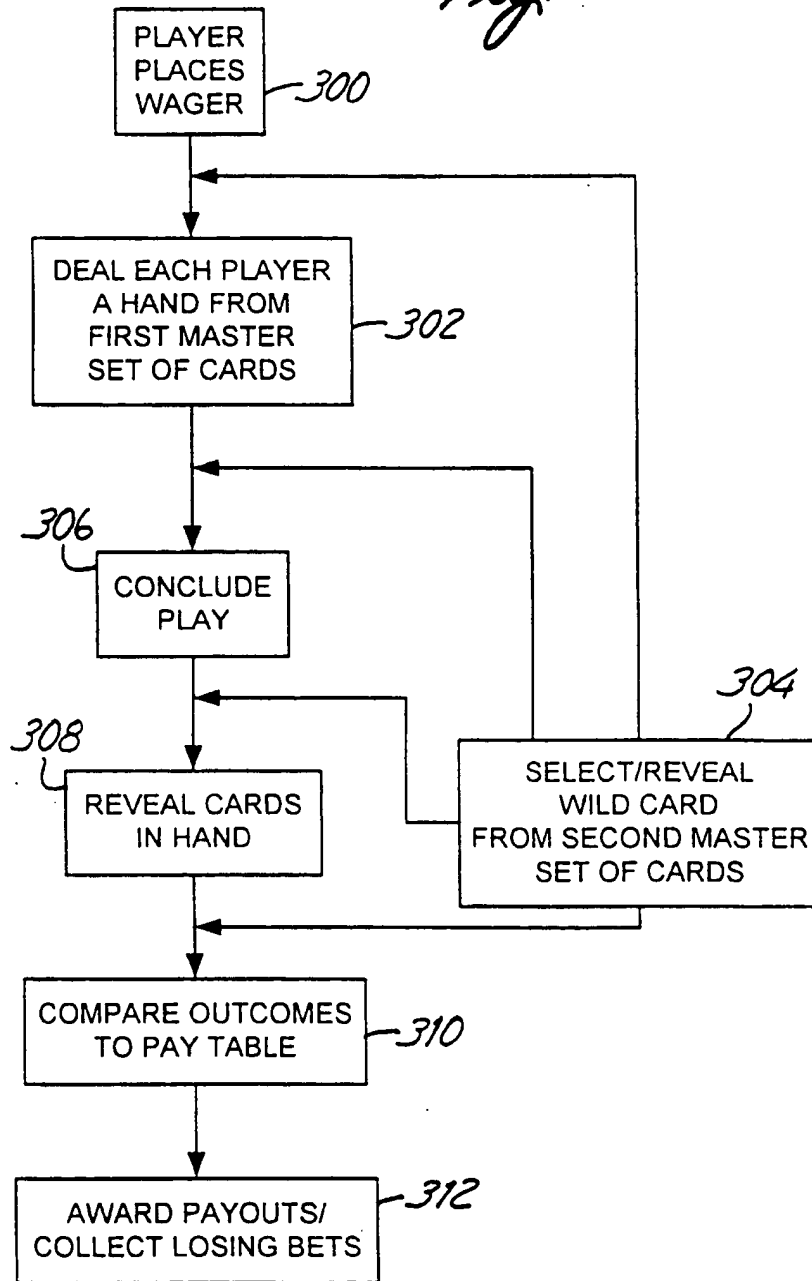 PLAYER
PLACES
WAGER
300
DEAL EACH PLAYER
A HAND FROM
FIRST MASTER
SET OF CARDS
302
306
CONCLUDE
PLAY
304
SELECT/REVEAL
WILD CARD
FROM SECOND MASTER
SET OF CARDS
308
REVEAL CARDS
IN HAND
COMPARE OUTCOMES
TO PAY TABLE
310
AWARD PAYOUTS/
COLLECT LOSING BETS
312